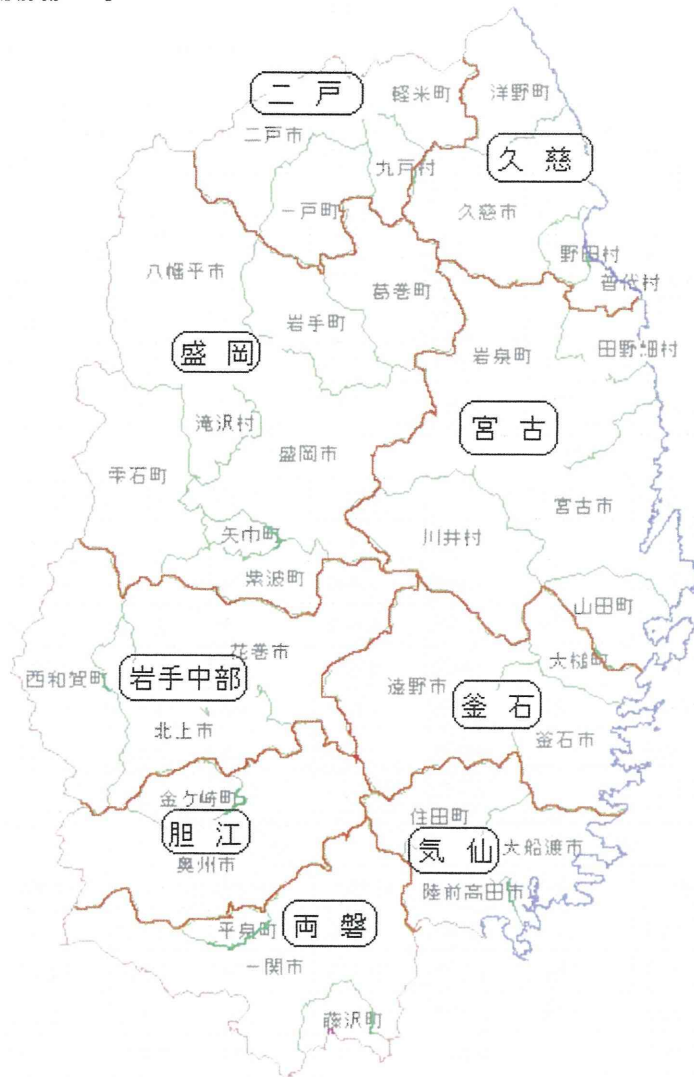 二戸
軽米町
洋野町
二戸市
久慈
九戸村
一戸町
久慈市
野田村
八幡平市
葛巻町
普代村
岩手町
岩泉町
田野畑村
盛岡
滝沢村
宮古
盛岡市
雫石町
宮古市
矢巾町
川井村
紫波町
山田町
花巻市
大槌町
西和賀町
岩手中部
遠野市
釜石
北上市
釜石市
金ケ崎町
住田町
胆江
気仙
大船渡市
奥州市
陸前高田市
平泉町
両磐
一関市
藤沢町